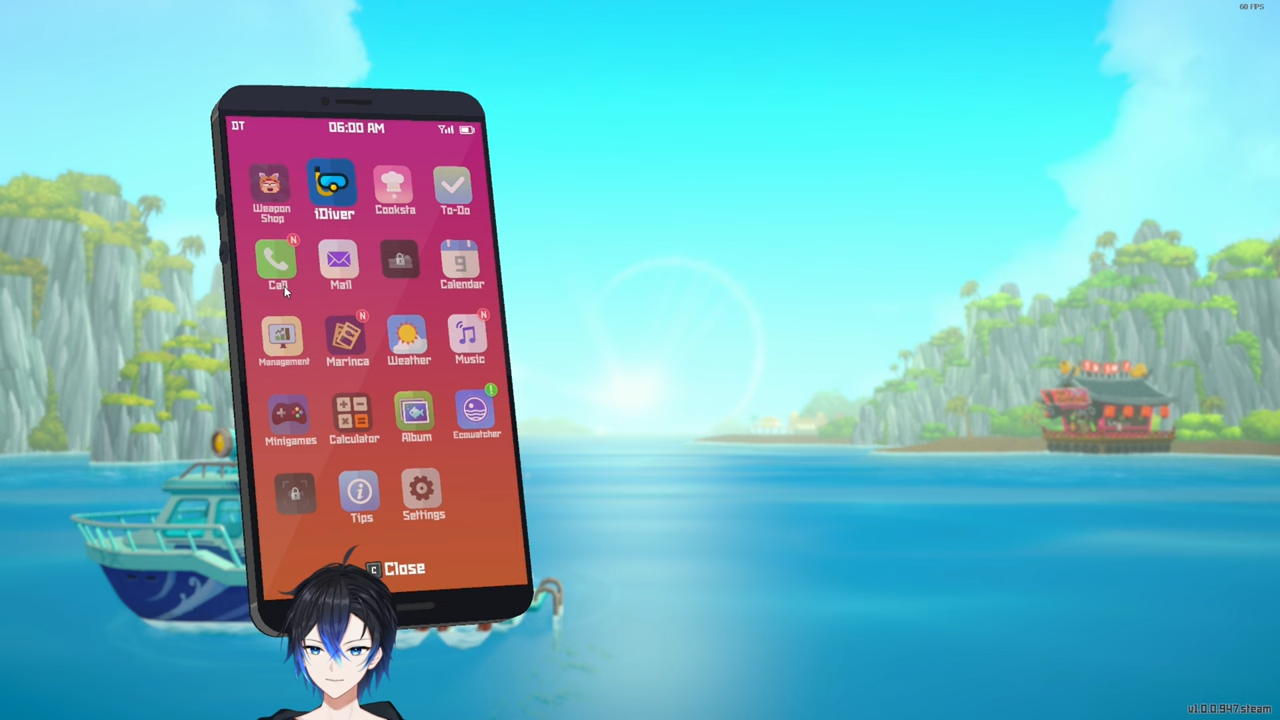 60 FPS
DT
06:00 AM
Weapon Shop
iDiver
Cooksta
To-Do
N
Call
Mail
9
Calendar
Management
N
Marinca
Weather
N
Music
Minigames
Calculator
Album
!
Ecowatcher
i
Tips
Settings
C Close
v1.0.0.947.steam